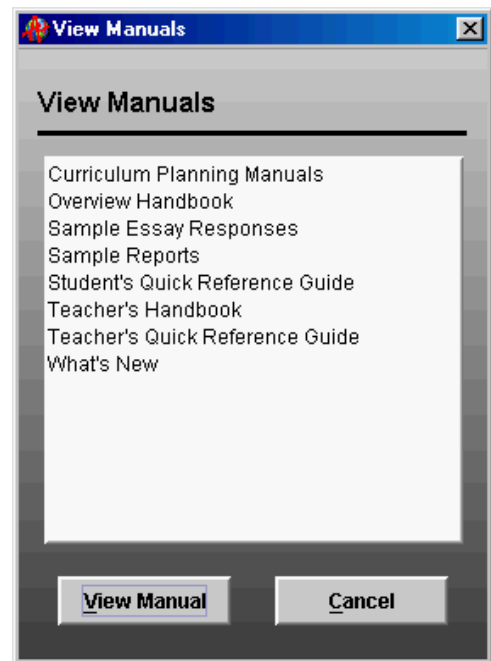 View Manuals
View Manuals
Curriculum Planning Manuals
Overview Handbook
Sample Essay Responses
Sample Reports
Student's Quick Reference Guide
Teacher's Handbook
Teacher's Quick Reference Guide
What's New
View Manual
Cancel